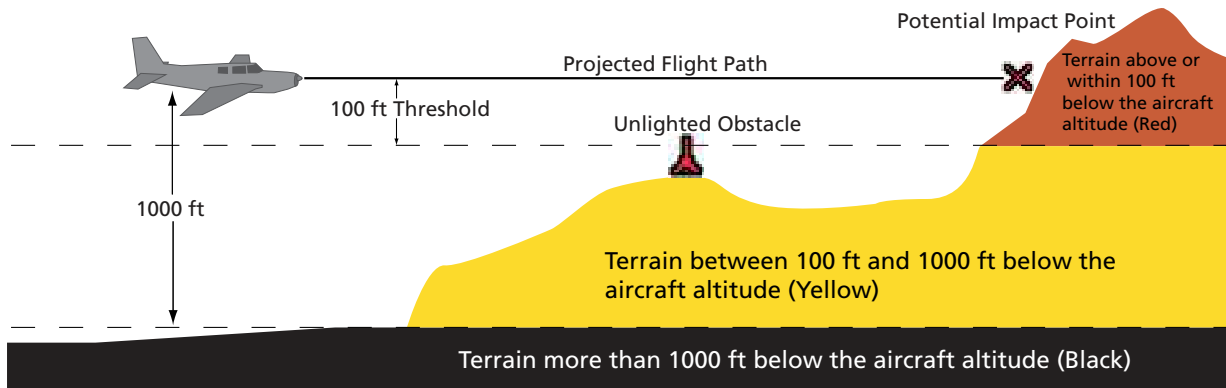 Potential Impact Point
Projected Flight Path
Terrain above or
within 100 ft
below the aircraft
altitude (Red)
100 ft Threshold
Unlighted Obstacle
1000 ft
Terrain between 100 ft and 1000 ft below the
aircraft altitude (Yellow)
Terrain more than 1000 ft below the aircraft altitude (Black)